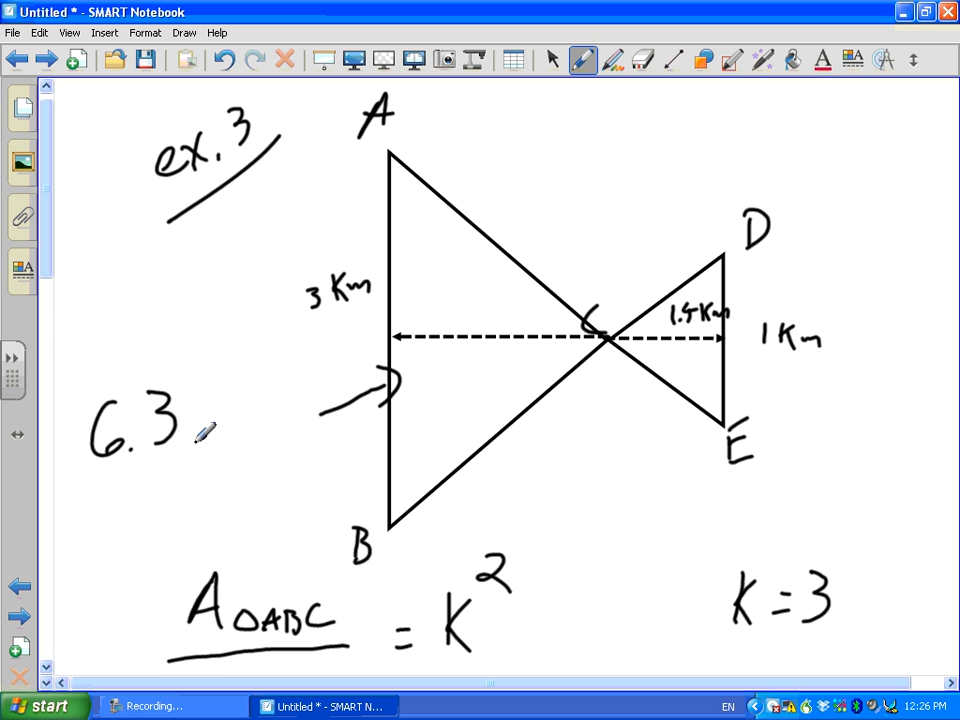 Untitled * - SMART Notebook
File Edit View Insert Format Draw Help
ex. 3
A
D
3 Km
C
1.5 Km
1 Km
6.3
E
B
A△ABC = K²
K = 3
start
Recording...
Untitled * - SMART N...
EN
12:26 PM